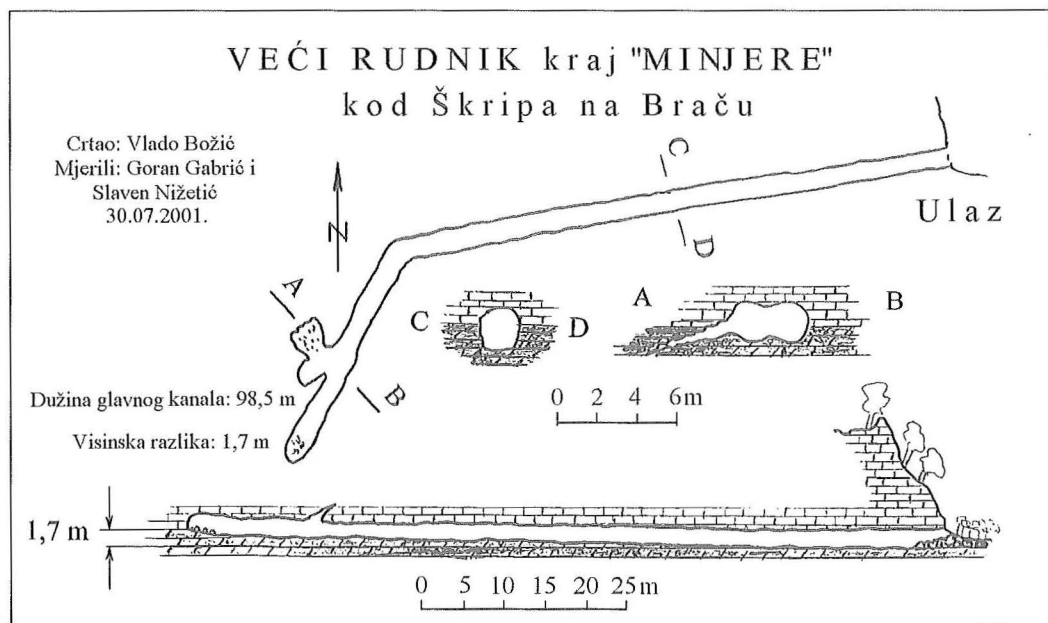 VEĆI RUDNIK kraj "MINJERE"
kod Škripa na Braču
Crtao: Vlado Božić
Mjerili: Goran Gabrić i
Slaven Nižetić
30.07.2001.
N
C
D
Ulaz
A
B
C
D
A
B
Dužina glavnog kanala: 98,5 m
Visinska razlika: 1,7 m
0 2 4 6m
1,7 m
0 5 10 15 20 25m